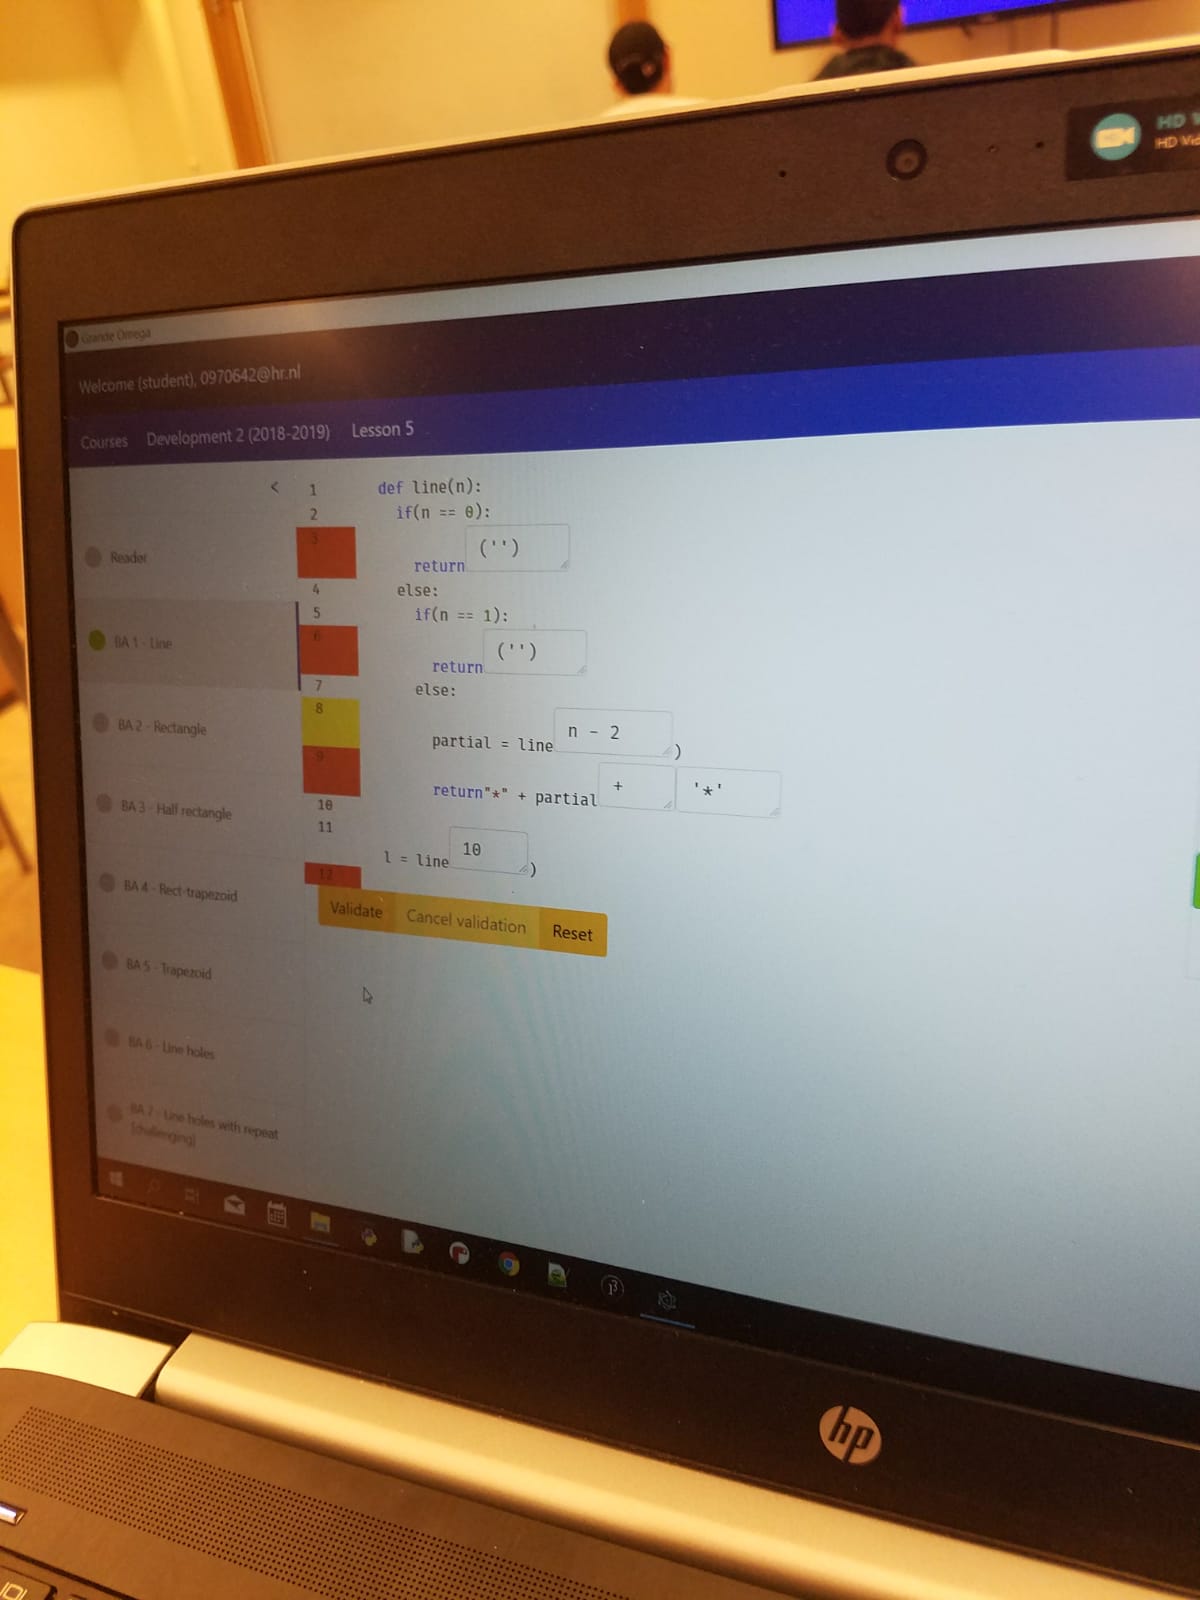 HD
HD
Grande Omega
Welcome (student), 0970642@hr.nl
Courses Development 2 (2018-2019) Lesson 5
Reader
BA 1 - Line
BA 2 - Rectangle
BA 3 - Half rectangle
BA 4 - Rect-trapezoid
BA 5 - Trapezoid
BA 6 - Line holes
BA 7 - Line holes with repeat
[challenging]
<
1 def line(n):
2 if(n == 0):
3 return ('')
4 else:
5 if(n == 1):
6 return ('')
7 else:
8 partial = line n - 2 )
9 return"*" + partial + '*'
10
11 l = line 10 )
12
Validate Cancel validation Reset
hp